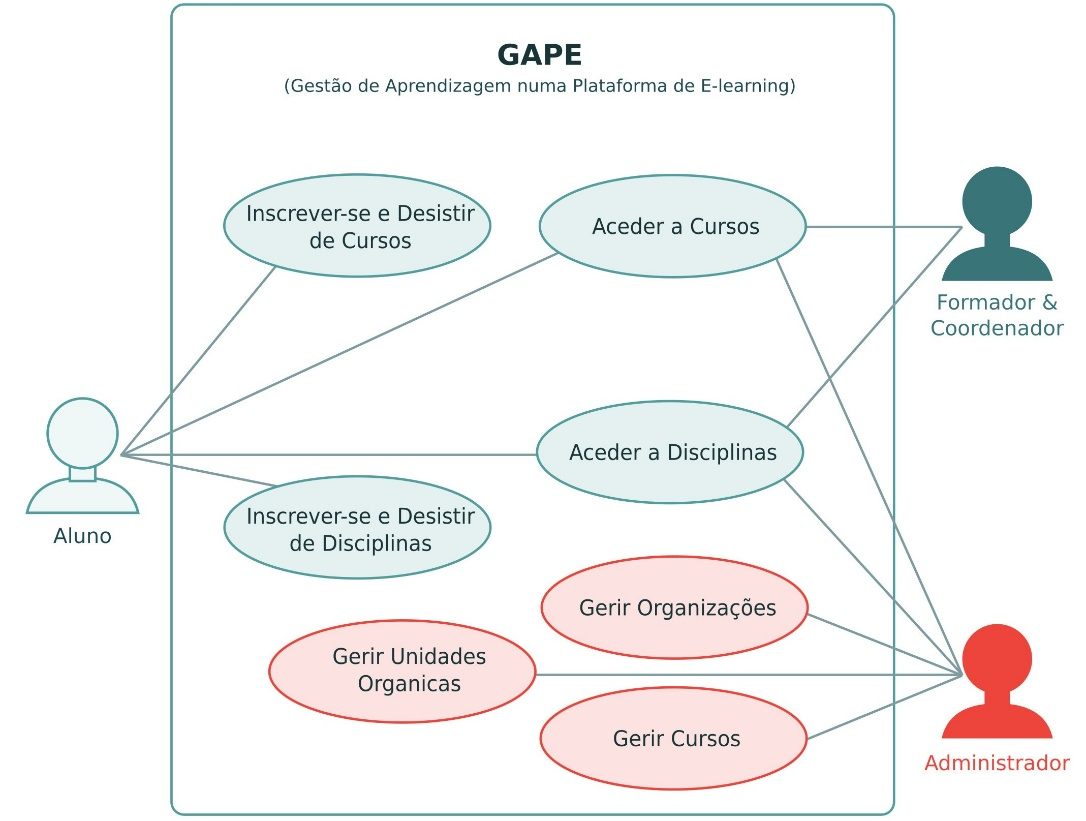 GAPE
(Gestão de Aprendizagem numa Plataforma de E-learning)
Inscrever-se e Desistir
de Cursos
Aceder a Cursos
Formador &
Coordenador
Aceder a Disciplinas
Aluno
Inscrever-se e Desistir
de Disciplinas
Gerir Organizações
Gerir Unidades
Organicas
Gerir Cursos
Administrador